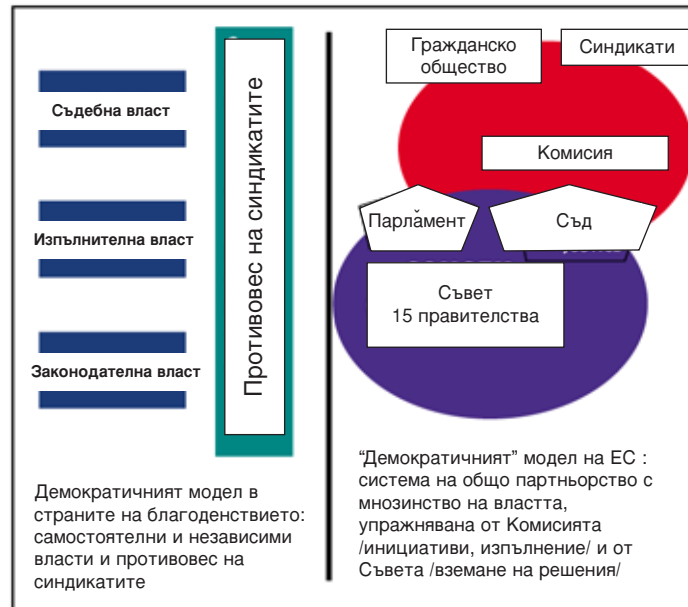 Съдебна власт
Изпълнителна власт
Законодателна власт
Противовес на синдикатите
Демократичният модел в
страните на благоденствието:
самостоятелни и независими
власти и противовес на
синдикатите
Гражданско
общество
Синдикати
Комисия
Парламент
Съд
Съвет
15 правителства
“Демократичният” модел на ЕС :
система на общо партньорство с
мнозинство на властта,
упражнявана от Комисията
/инициативи, изпълнение/ и от
Съвета /вземане на решения/